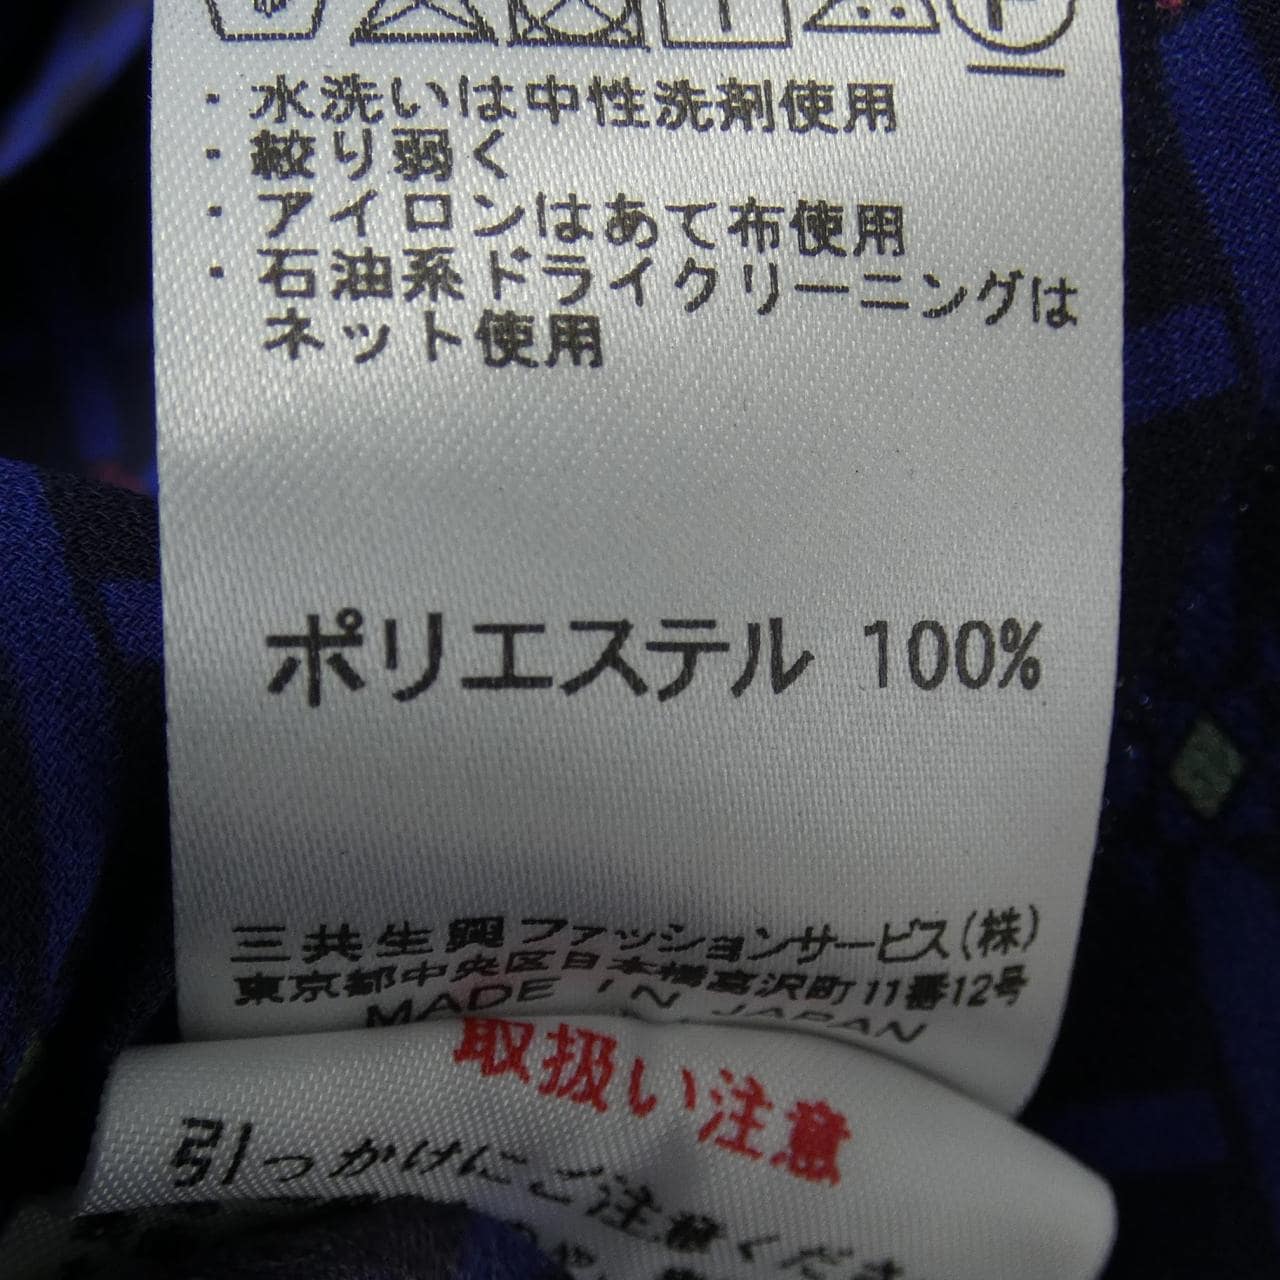 ・水洗いは中性洗剤使用
・絞り弱く
・アイロンはあて布使用
・石油系ドライクリーニングは
ネット使用
ポリエステル 100%
三共生興ファッションサービス(株)
東京都中央区日本橋富沢町11番12号
MADE IN JAPAN
取扱い注意
引っかけにご注意くださ